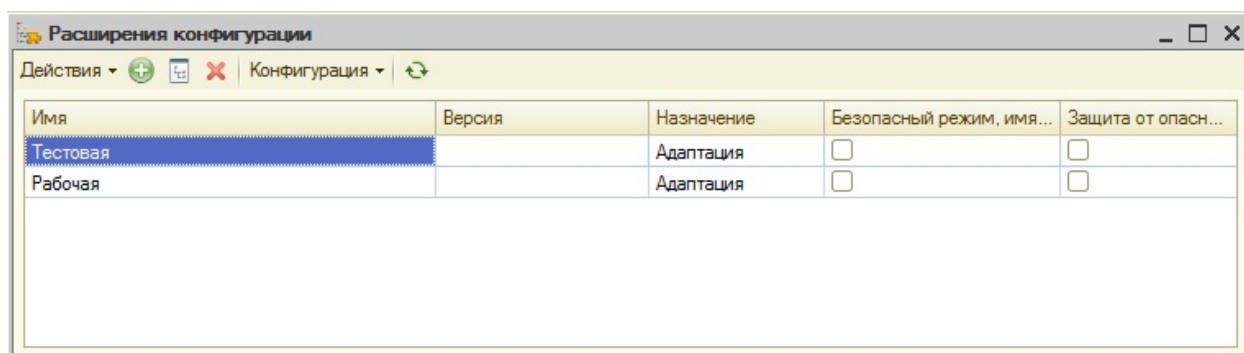 Расширения конфигурации
Действия Конфигурация
Имя Версия Назначение Безопасный режим, имя... Защита от опасн...
Тестовая Адаптация
Рабочая Адаптация